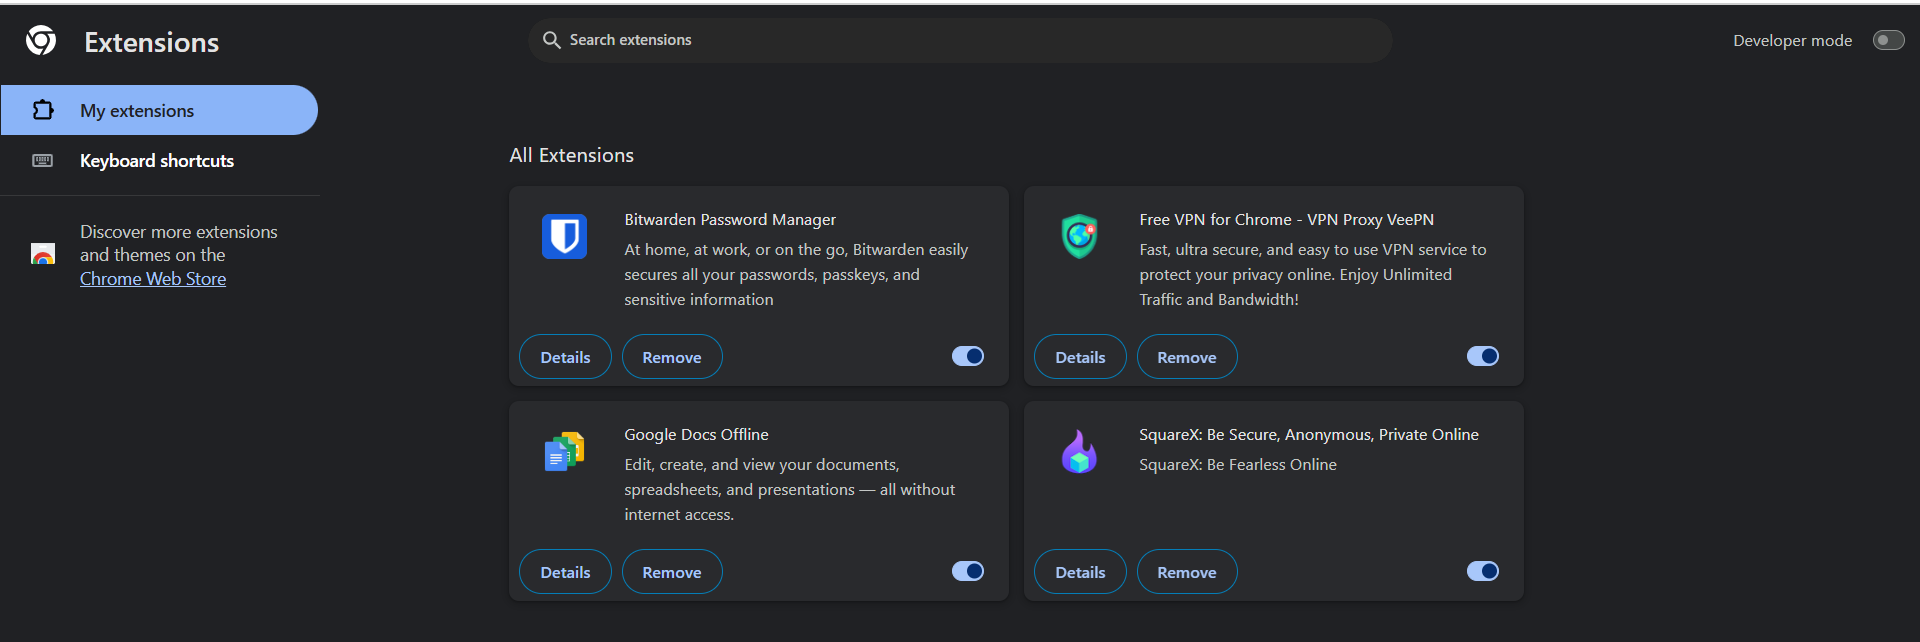 Extensions
Search extensions
Developer mode
My extensions
Keyboard shortcuts
Discover more extensions
and themes on the
Chrome Web Store
All Extensions
Bitwarden Password Manager
At home, at work, or on the go, Bitwarden easily
secures all your passwords, passkeys, and
sensitive information
Details
Remove
Free VPN for Chrome - VPN Proxy VeePN
Fast, ultra secure, and easy to use VPN service to
protect your privacy online. Enjoy Unlimited
Traffic and Bandwidth!
Details
Remove
Google Docs Offline
Edit, create, and view your documents,
spreadsheets, and presentations — all without
internet access.
Details
Remove
SquareX: Be Secure, Anonymous, Private Online
SquareX: Be Fearless Online
Details
Remove